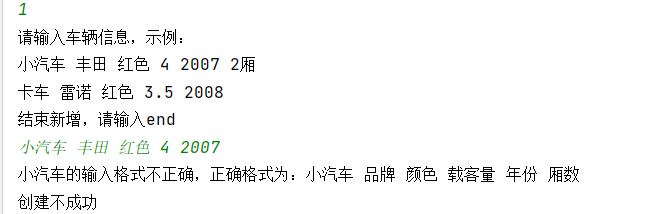 1
请输入车辆信息，示例：
小汽车 丰田 红色 4 2007 2厢
卡车 雷诺 红色 3.5 2008
结束新增，请输入end
小汽车 丰田 红色 4 2007
小汽车的输入格式不正确，正确格式为：小汽车 品牌 颜色 载客量 年份 厢数
创建不成功